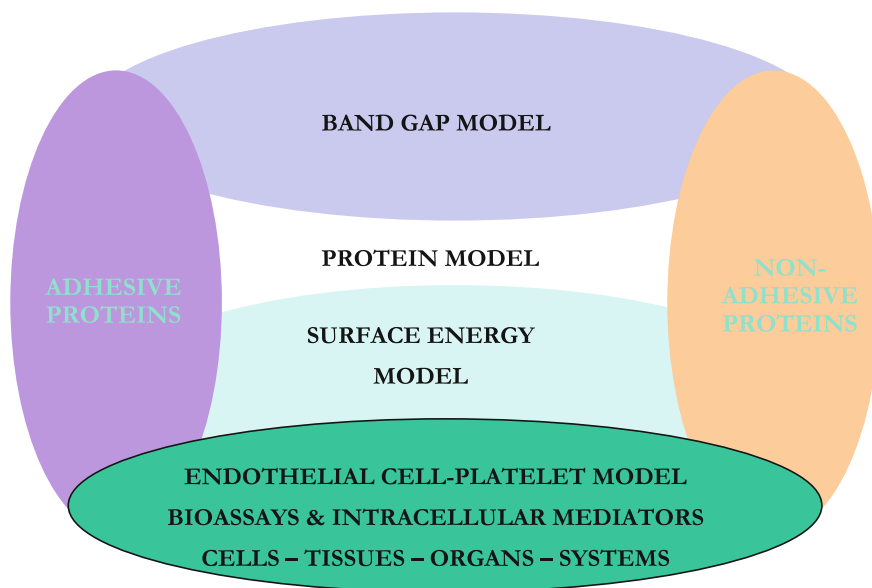 BAND GAP MODEL
PROTEIN MODEL
ADHESIVE
PROTEINS
NON-
ADHESIVE
PROTEINS
SURFACE ENERGY
MODEL
ENDOTHELIAL CELL-PLATELET MODEL
BIOASSAYS & INTRACELLULAR MEDIATORS
CELLS – TISSUES – ORGANS – SYSTEMS